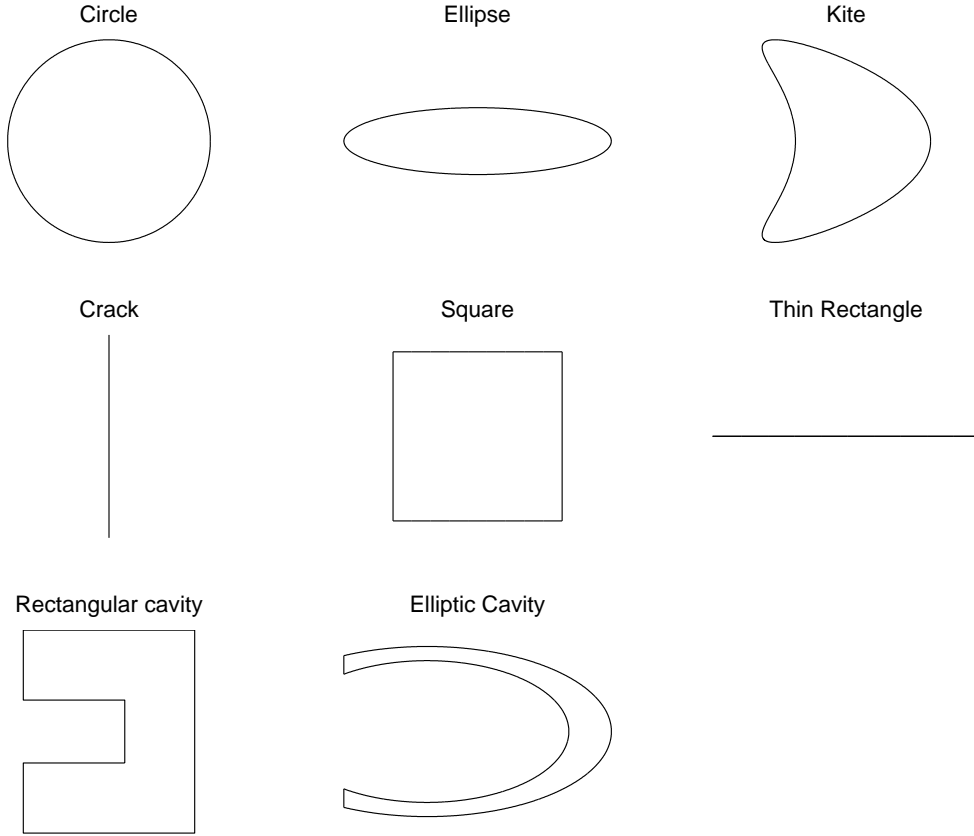 Circle
Ellipse
Kite
Crack
Square
Thin Rectangle
Rectangular cavity
Elliptic Cavity